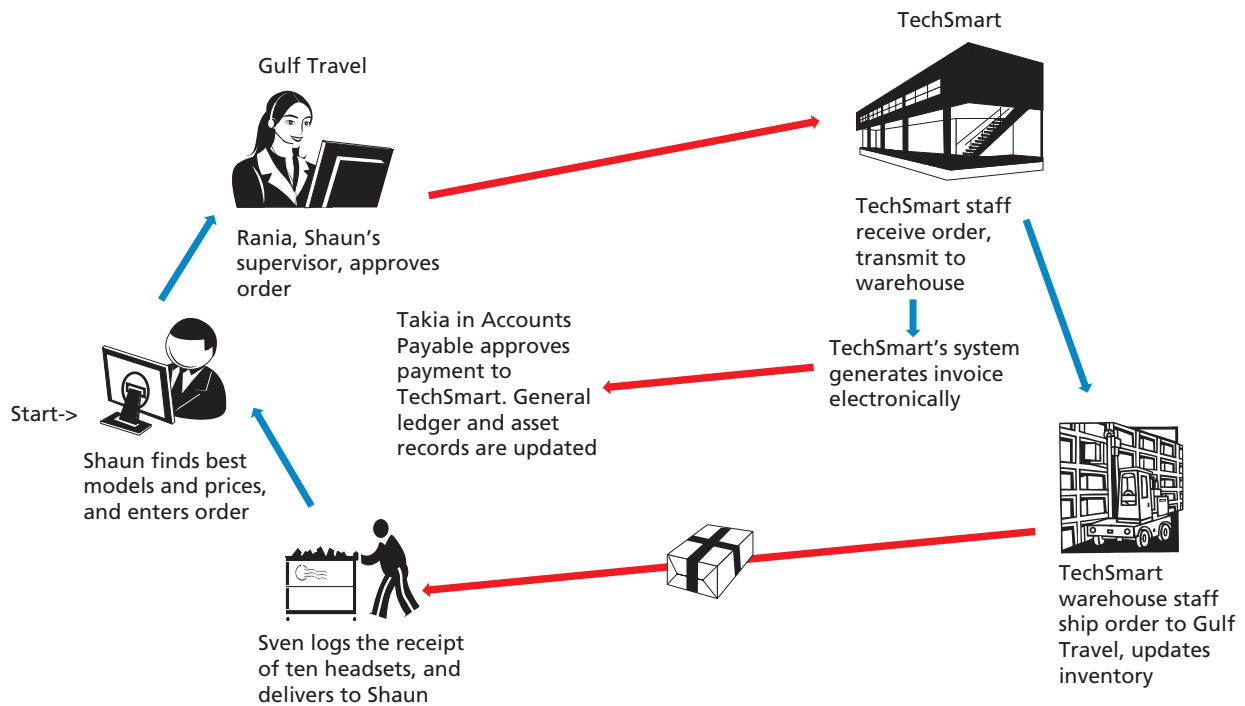 TechSmart
Gulf Travel
Rania, Shaun's
supervisor, approves
order
TechSmart staff
receive order,
transmit to
warehouse
Takia in Accounts
Payable approves
payment to
TechSmart. General
ledger and asset
records are updated
TechSmart's system
generates invoice
electronically
Start->
Shaun finds best
models and prices,
and enters order
TechSmart
warehouse staff
ship order to Gulf
Travel, updates
inventory
Sven logs the receipt
of ten headsets, and
delivers to Shaun